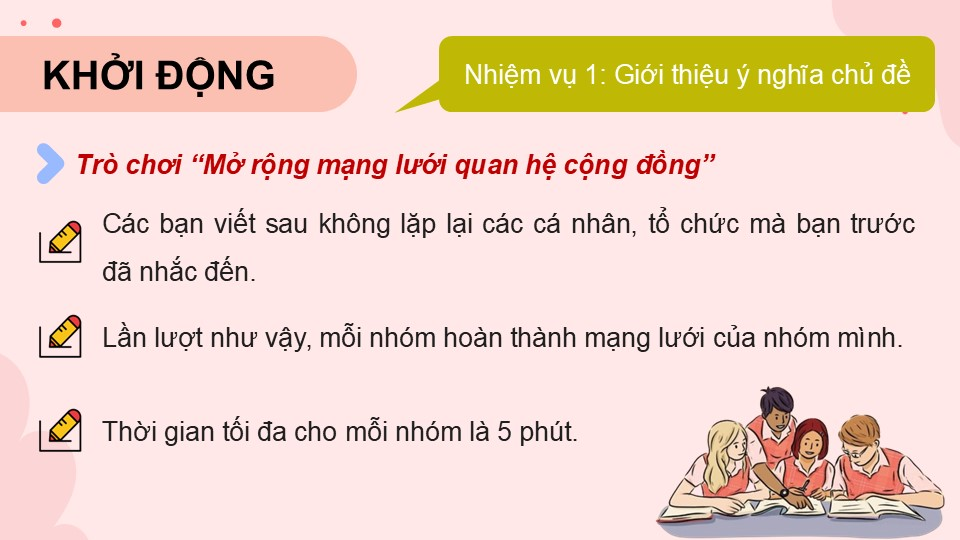 KHỞI ĐỘNG
Nhiệm vụ 1: Giới thiệu ý nghĩa chủ đề
Trò chơi “Mở rộng mạng lưới quan hệ cộng đồng”
Các bạn viết sau không lặp lại các cá nhân, tổ chức mà bạn trước
đã nhắc đến.
Lần lượt như vậy, mỗi nhóm hoàn thành mạng lưới của nhóm mình.
Thời gian tối đa cho mỗi nhóm là 5 phút.